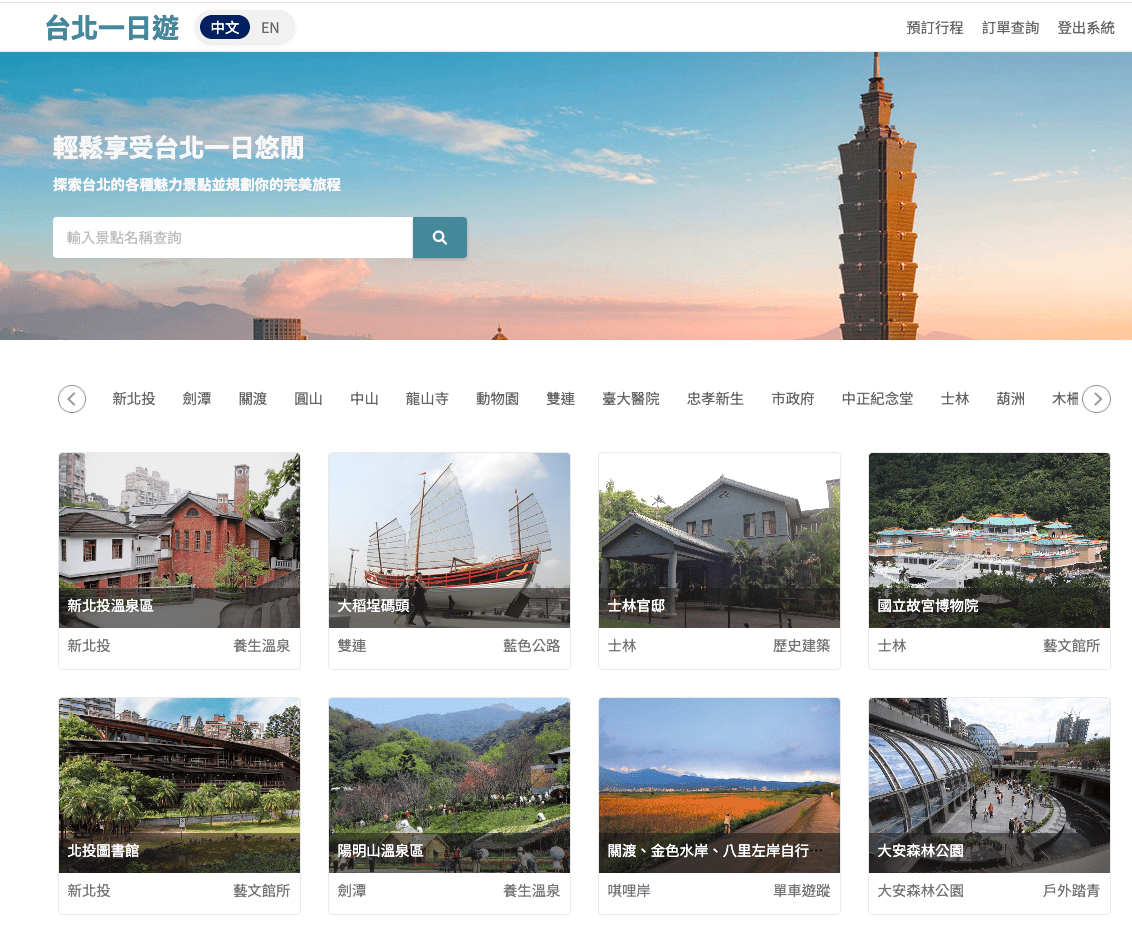 台北一日遊 中文 EN 預訂行程 訂單查詢 登出系統
輕鬆享受台北一日悠閒
探索台北的各種魅力景點並規劃你的完美旅程
輸入景點名稱查詢
新北投 劍潭 關渡 圓山 中山 龍山寺 動物園 雙連 臺大醫院 忠孝新生 市政府 中正紀念堂 士林 葫洲 木柵
新北投溫泉區 大稻埕碼頭 士林官邸 國立故宮博物院
新北投 養生溫泉 雙連 藍色公路 士林 歷史建築 士林 藝文館所
北投圖書館 陽明山溫泉區 關渡、金色水岸、八里左岸自行… 大安森林公園
新北投 藝文館所 劍潭 養生溫泉 唭哩岸 單車遊蹤 大安森林公園 戶外踏青